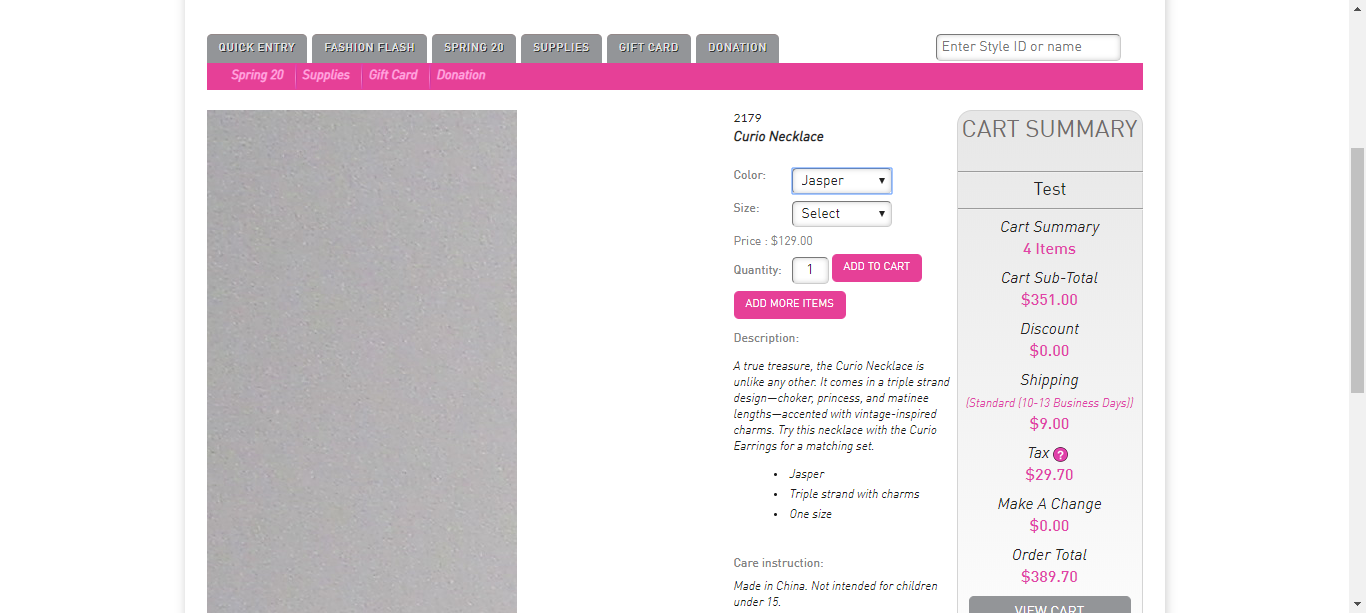 QUICK ENTRY
FASHION FLASH
SPRING 20
SUPPLIES
GIFT CARD
DONATION
Enter Style ID or name
Spring 20
Supplies
Gift Card
Donation
2179
Curio Necklace
Color:
Jasper
Size:
Select
Price : $129.00
Quantity:
1
ADD TO CART
ADD MORE ITEMS
Description:
A true treasure, the Curio Necklace is
unlike any other. It comes in a triple strand
design—choker, princess, and matinee
lengths—accented with vintage-inspired
charms. Try this necklace with the Curio
Earrings for a matching set.
• Jasper
• Triple strand with charms
• One size
Care instruction:
Made in China. Not intended for children
under 15.
CART SUMMARY
Test
Cart Summary
4 Items
Cart Sub-Total
$351.00
Discount
$0.00
Shipping
(Standard (10-13 Business Days))
$9.00
Tax ?
$29.70
Make A Change
$0.00
Order Total
$389.70
VIEW CART